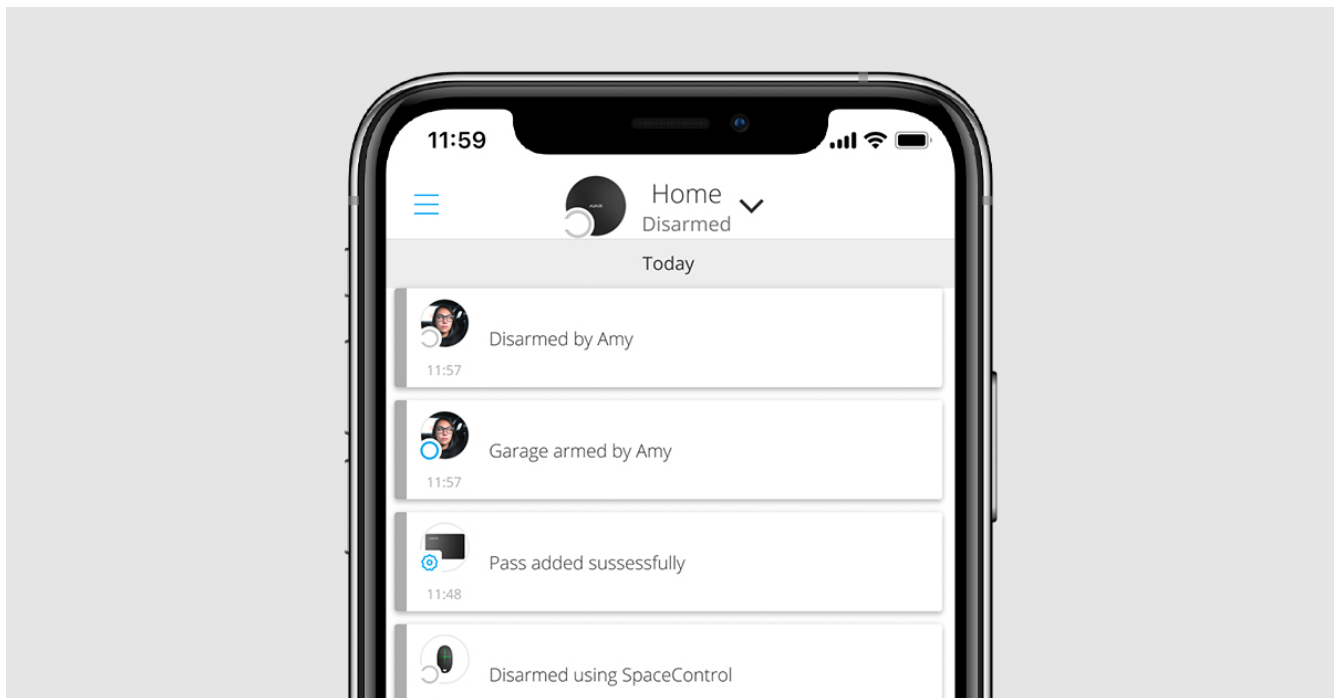 11:59
AJAX
Home
Disarmed
Today
Disarmed by Amy
11:57
Garage armed by Amy
11:57
Pass added sussessfully
11:48
Disarmed using SpaceControl